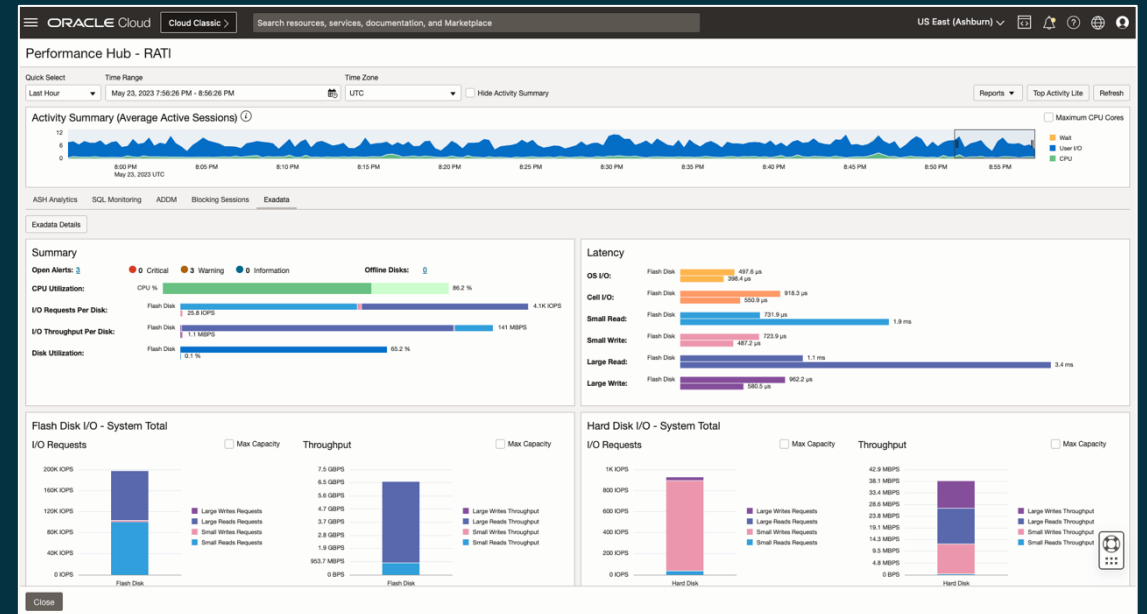 ORACLE Cloud
Cloud Classic >
Search resources, services, documentation, and Marketplace
US East (Ashburn)
Performance Hub - RATI
Quick Select
Time Range
Time Zone
Last Hour
May 23, 2023 7:56:26 PM - 8:56:26 PM
UTC
Hide Activity Summary
Reports
Top Activity Lite
Refresh
Activity Summary (Average Active Sessions)
Maximum CPU Cores
12
6
0
Wait
User I/O
CPU
8:00 PM
8:05 PM
8:10 PM
8:15 PM
8:20 PM
8:25 PM
8:30 PM
8:35 PM
8:40 PM
8:45 PM
8:50 PM
8:55 PM
May 23, 2023 UTC
ASH Analytics
SQL Monitoring
ADDM
Blocking Sessions
Exadata
Exadata Details
Summary
Open Alerts: 3
0 Critical
3 Warning
0 Information
Offline Disks: 0
CPU Utilization:
CPU %
86.2 %
I/O Requests Per Disk:
Flash Disk
4.1K IOPS
25.8 IOPS
I/O Throughput Per Disk:
Flash Disk
141 MBPS
1.1 MBPS
Disk Utilization:
Flash Disk
65.2 %
0.1 %
Latency
OS I/O:
Flash Disk
497.6 µs
398.4 µs
Cell I/O:
Flash Disk
918.3 µs
550.9 µs
Small Read:
Flash Disk
731.9 µs
1.9 ms
Small Write:
Flash Disk
723.9 µs
487.2 µs
Large Read:
Flash Disk
1.1 ms
3.4 ms
Large Write:
Flash Disk
962.2 µs
580.5 µs
Flash Disk I/O - System Total
I/O Requests
Max Capacity
200K IOPS
160K IOPS
120K IOPS
80K IOPS
40K IOPS
0 IOPS
Flash Disk
Large Writes Requests
Large Reads Requests
Small Writes Requests
Small Reads Requests
Throughput
Max Capacity
7.5 GBPS
6.5 GBPS
5.6 GBPS
4.7 GBPS
3.7 GBPS
2.8 GBPS
1.9 GBPS
953.7 MBPS
0 BPS
Flash Disk
Large Writes Throughput
Large Reads Throughput
Small Writes Throughput
Small Reads Throughput
Hard Disk I/O - System Total
I/O Requests
Max Capacity
1K IOPS
800 IOPS
600 IOPS
400 IOPS
200 IOPS
0 IOPS
Hard Disk
Large Writes Requests
Large Reads Requests
Small Writes Requests
Small Reads Requests
Throughput
Max Capacity
42.9 MBPS
38.1 MBPS
33.4 MBPS
28.6 MBPS
23.8 MBPS
19.1 MBPS
14.3 MBPS
9.5 MBPS
4.8 MBPS
0 BPS
Hard Disk
Large Writes Throughput
Large Reads Throughput
Small Writes Throughput
Small Reads Throughput
Close